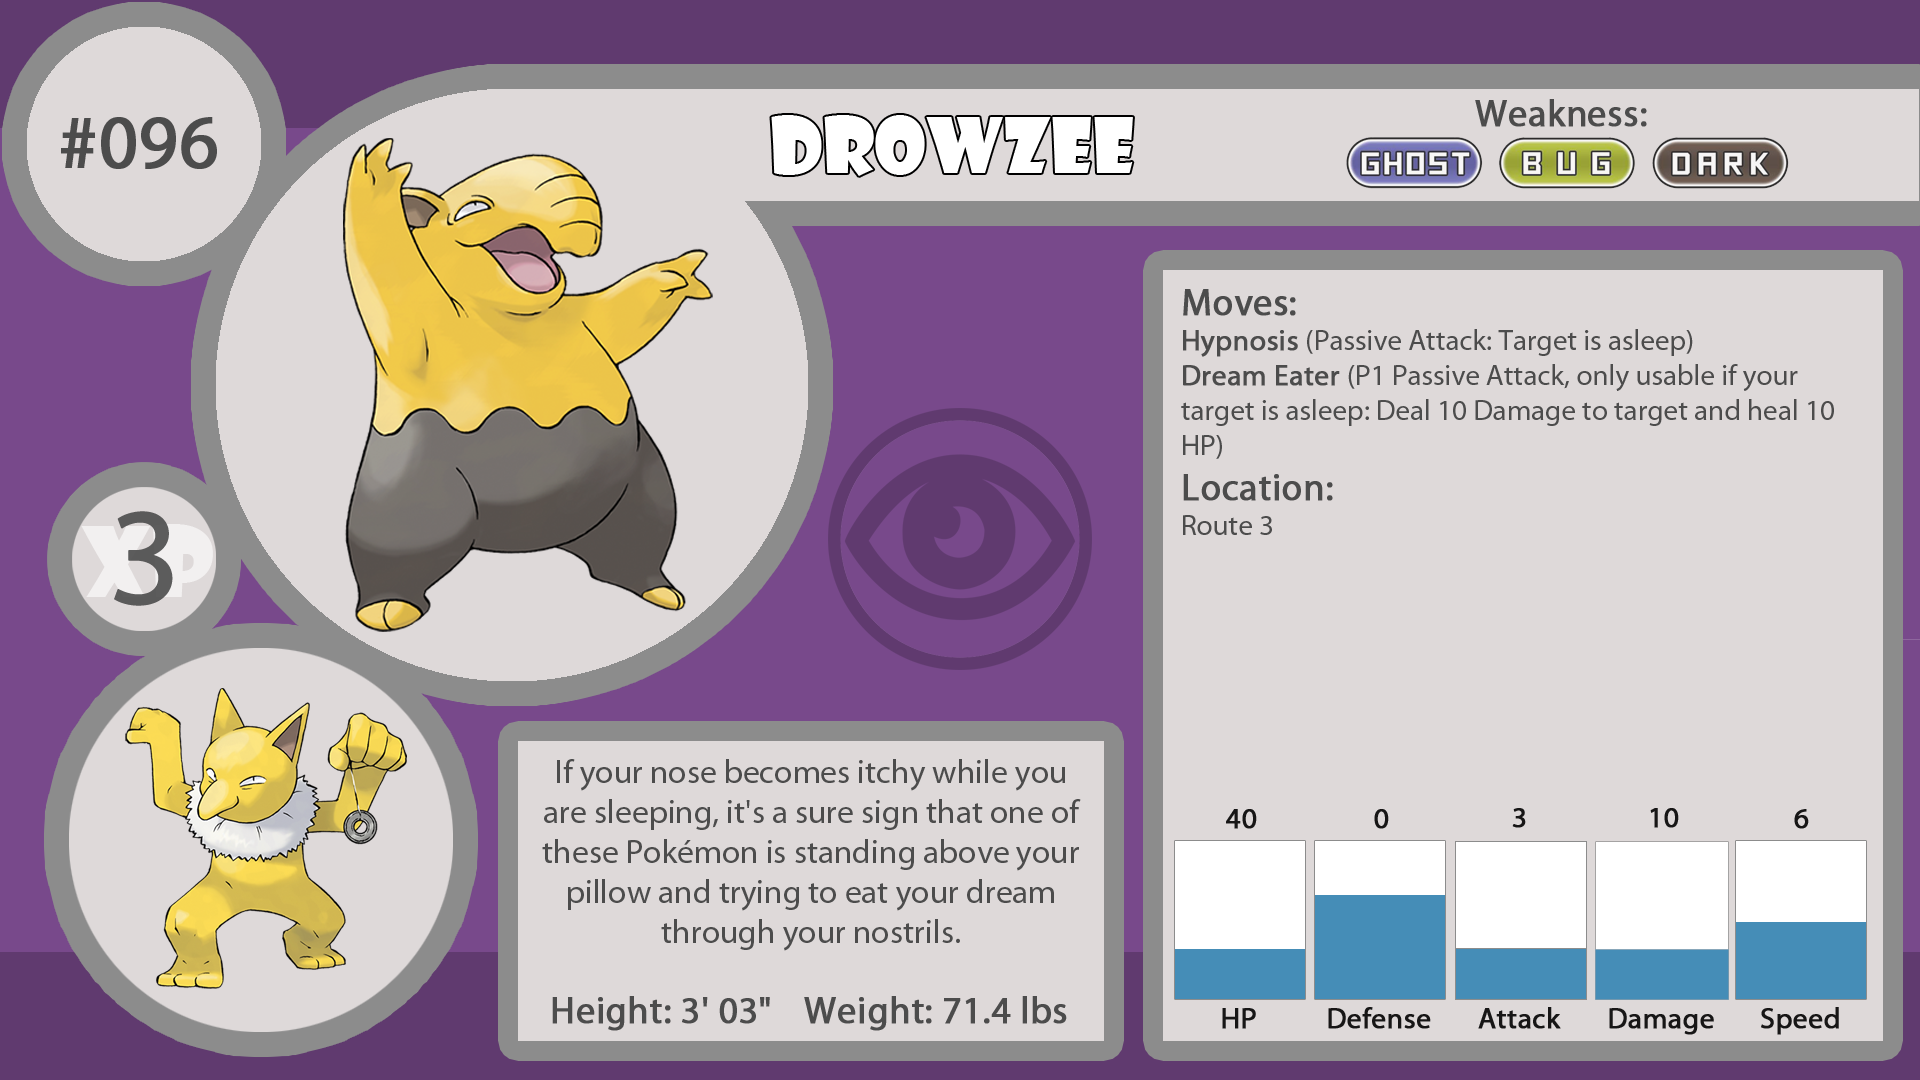 #096
DROWZEE
Weakness:
GHOST BUG DARK
Moves:
Hypnosis (Passive Attack: Target is asleep)
Dream Eater (P1 Passive Attack, only usable if your
target is asleep: Deal 10 Damage to target and heal 10
HP)
Location:
Route 3
XP
3
If your nose becomes itchy while you
are sleeping, it's a sure sign that one of
these Pokémon is standing above your
pillow and trying to eat your dream
through your nostrils.
Height: 3' 03" Weight: 71.4 lbs
40 0 3 10 6
HP Defense Attack Damage Speed